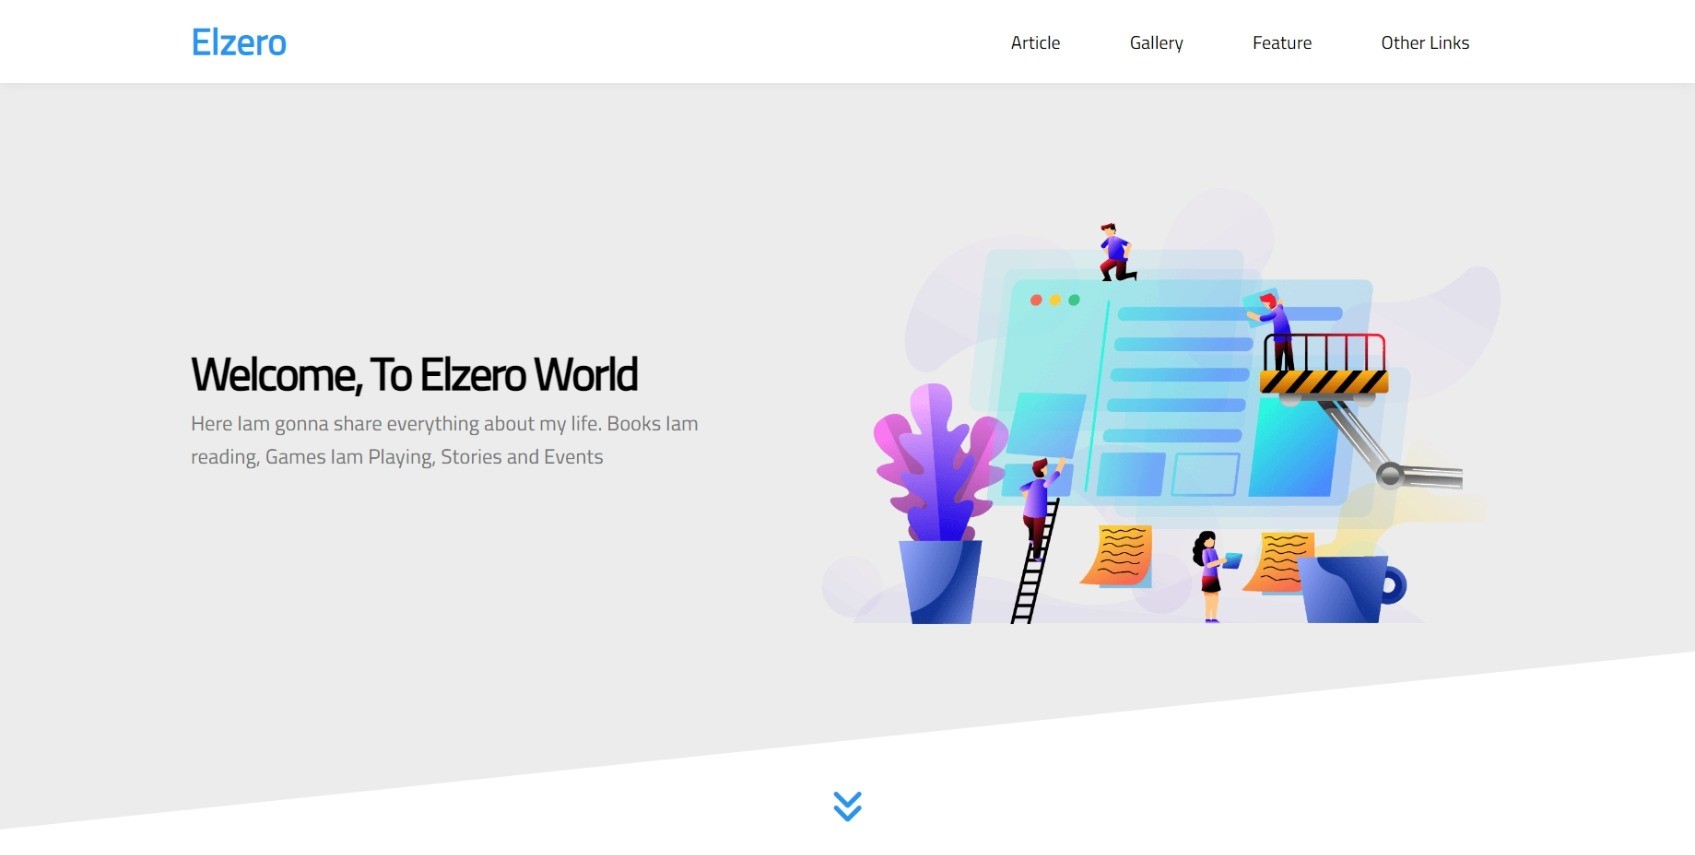 Elzero
Article
Gallery
Feature
Other Links
Welcome, To Elzero World
Here Iam gonna share everything about my life. Books Iam
reading, Games Iam Playing, Stories and Events